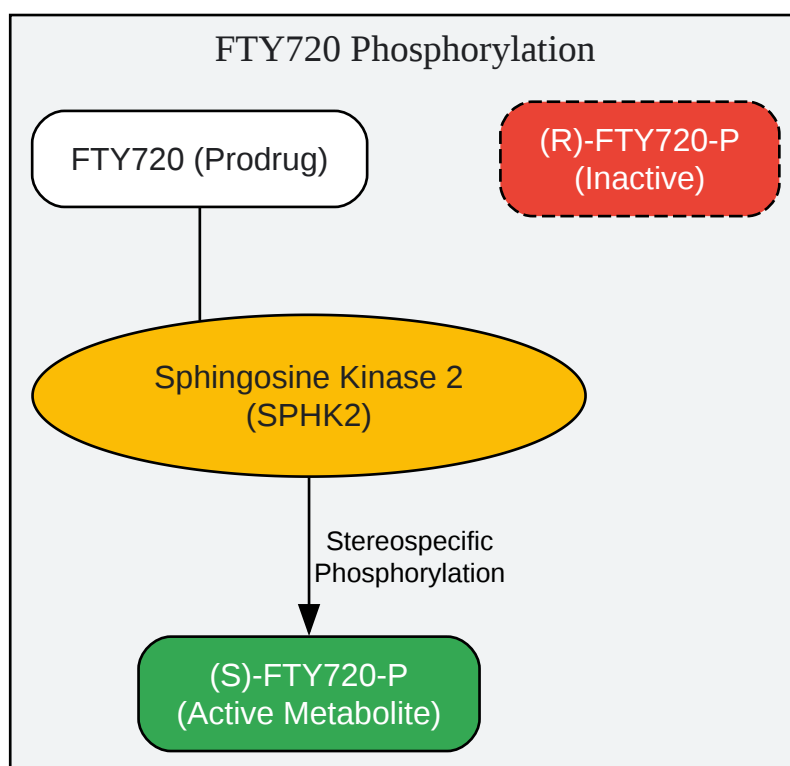 FTY720 Phosphorylation
FTY720 (Prodrug)
(R)-FTY720-P
(Inactive)
Sphingosine Kinase 2
(SPHK2)
Stereospecific
Phosphorylation
(S)-FTY720-P
(Active Metabolite)